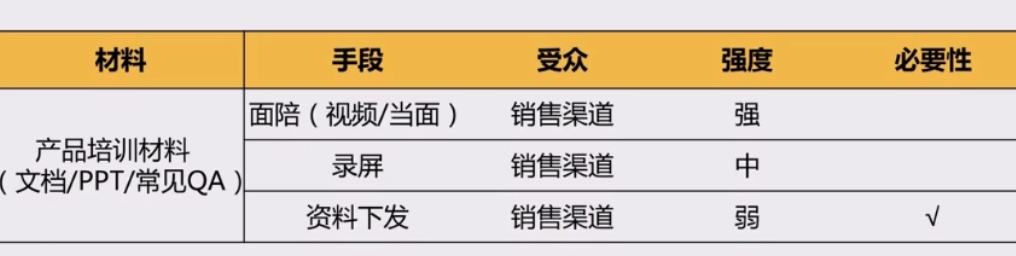 材料 手段 受众 强度 必要性
面陪（视频/当面） 销售渠道 强
产品培训材料
（文档/PPT/常见QA）
录屏 销售渠道 中
资料下发 销售渠道 弱 √